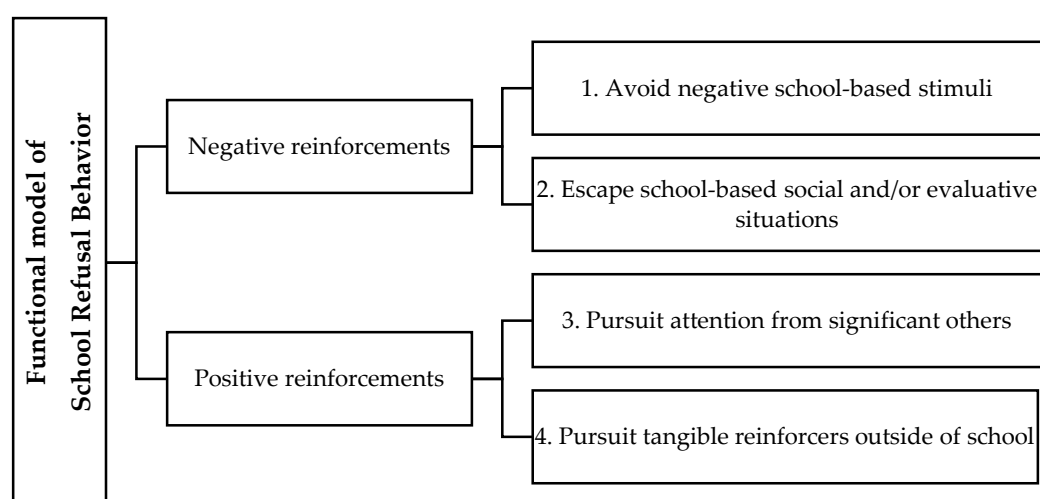 Functional model of
School Refusal Behavior
Negative reinforcements
1. Avoid negative school-based stimuli
2. Escape school-based social and/or evaluative
situations
Positive reinforcements
3. Pursuit attention from significant others
4. Pursuit tangible reinforcers outside of school